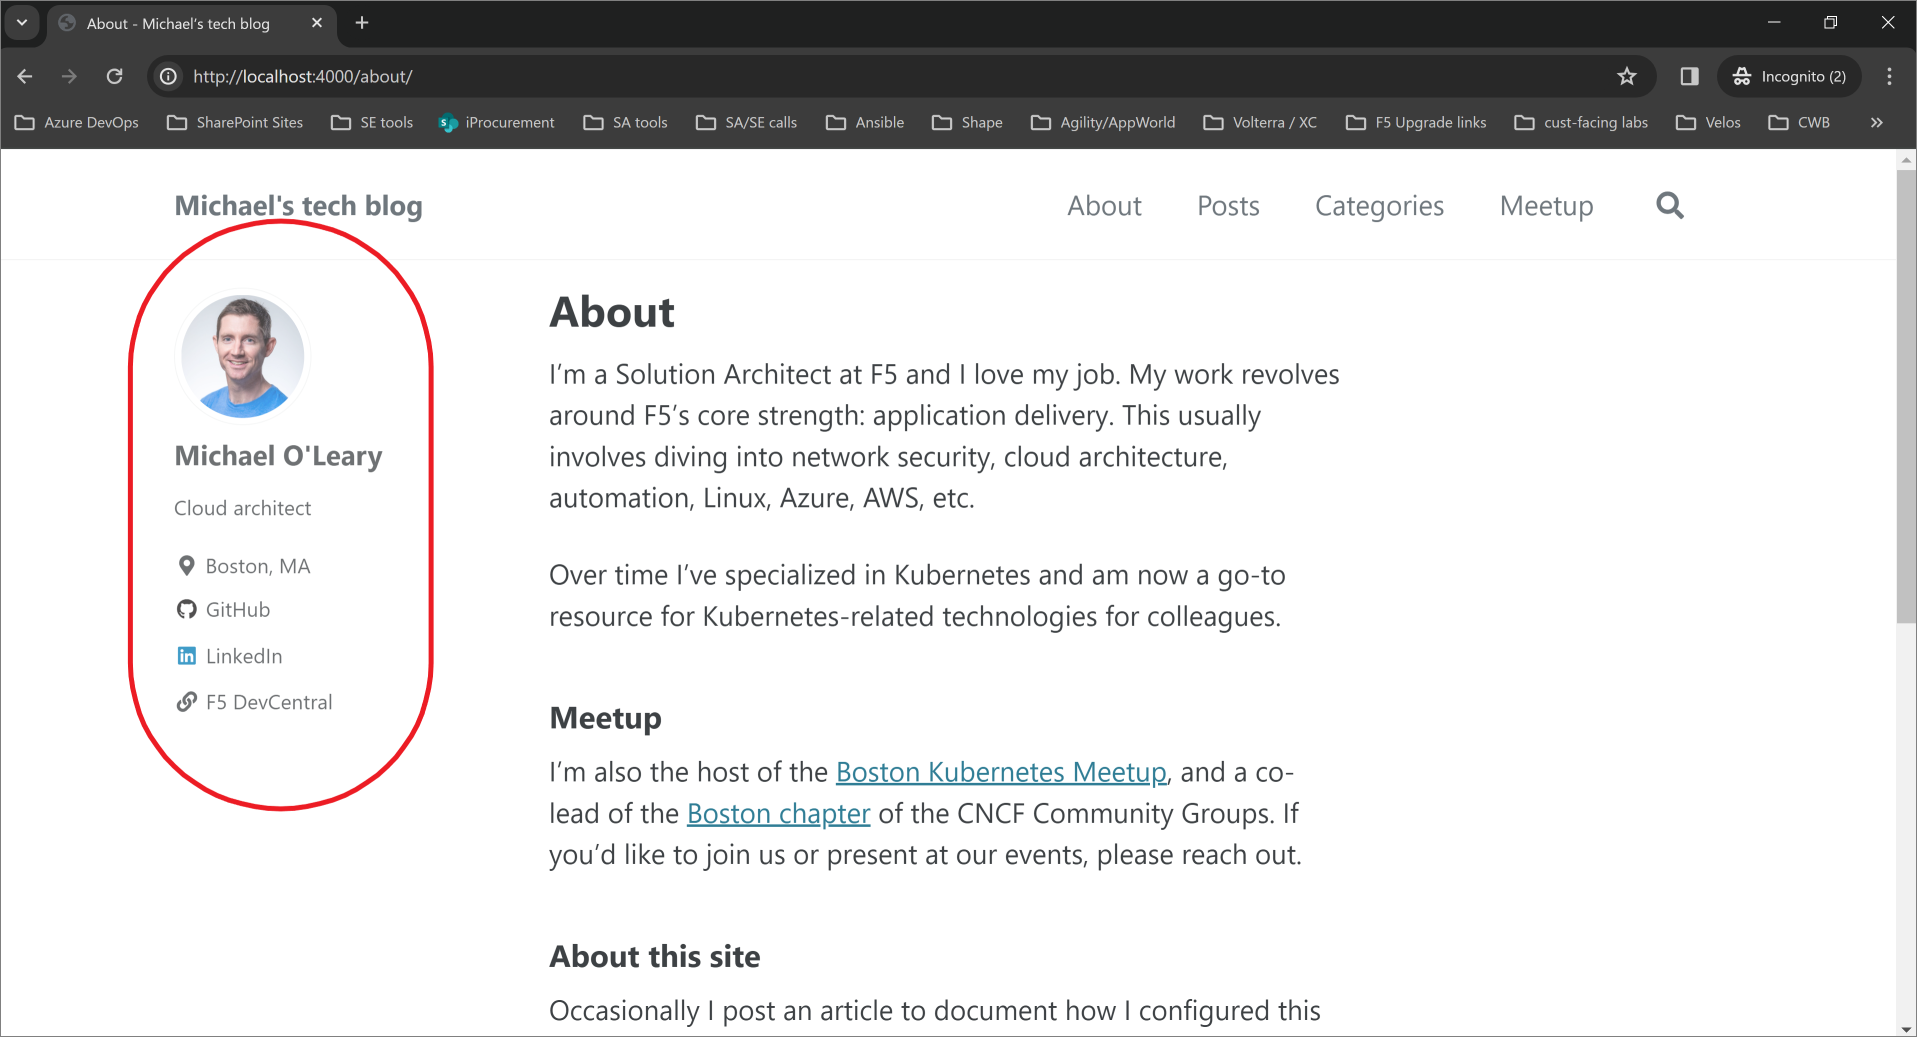 About - Michael's tech blog
http://localhost:4000/about/
Incognito (2)
Azure DevOps
SharePoint Sites
SE tools
iProcurement
SA tools
SA/SE calls
Ansible
Shape
Agility/AppWorld
Volterra / XC
F5 Upgrade links
cust-facing labs
Velos
CWB
Michael's tech blog
About
Posts
Categories
Meetup
Michael O'Leary
Cloud architect
Boston, MA
GitHub
LinkedIn
F5 DevCentral
About
I’m a Solution Architect at F5 and I love my job. My work revolves
around F5’s core strength: application delivery. This usually
involves diving into network security, cloud architecture,
automation, Linux, Azure, AWS, etc.
Over time I’ve specialized in Kubernetes and am now a go-to
resource for Kubernetes-related technologies for colleagues.
Meetup
I’m also the host of the Boston Kubernetes Meetup, and a co-
lead of the Boston chapter of the CNCF Community Groups. If
you’d like to join us or present at our events, please reach out.
About this site
Occasionally I post an article to document how I configured this